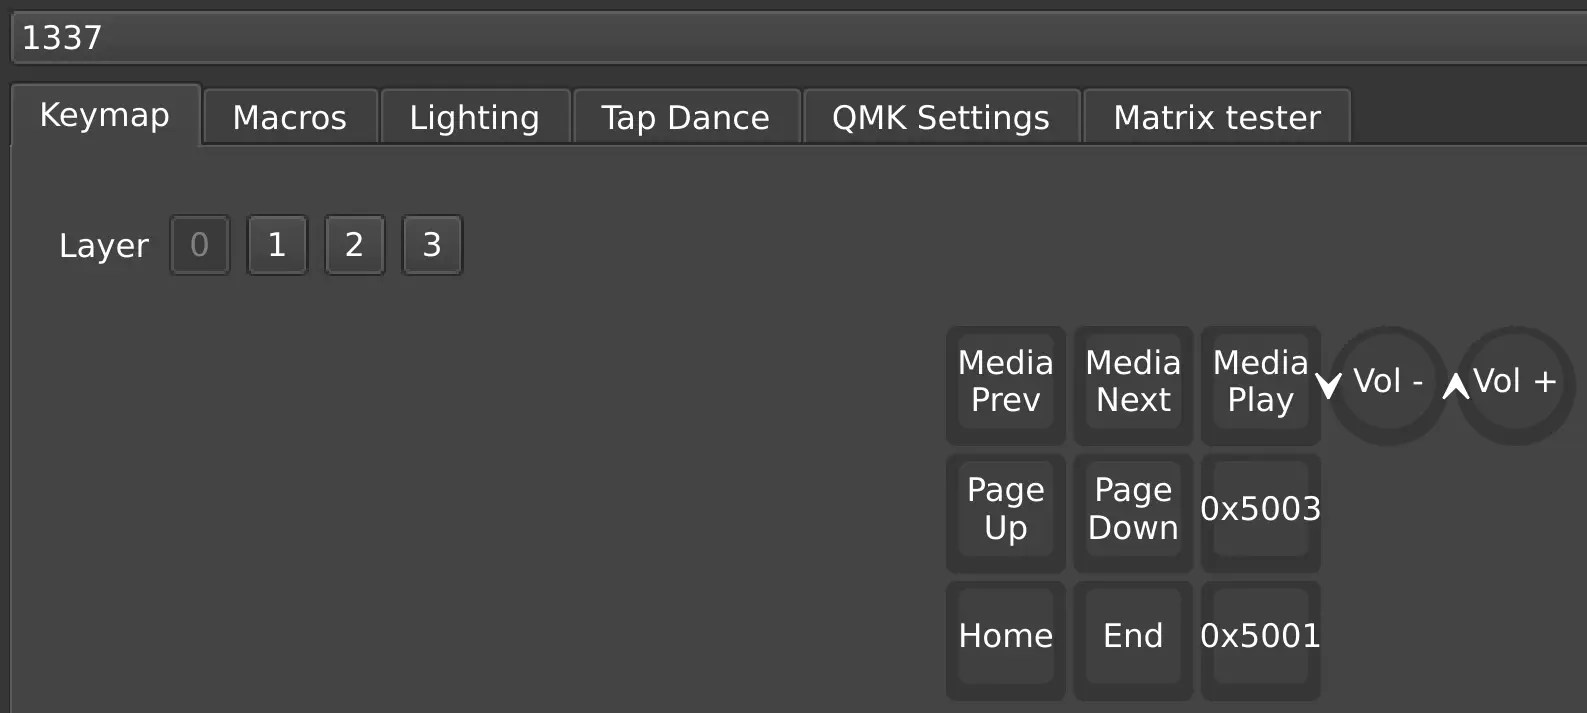 1337
Keymap Macros Lighting Tap Dance QMK Settings Matrix tester
Layer 0 1 2 3
Media Media Media
Prev Next Play Vol - Vol +
Page Page
Up Down 0x5003
Home End 0x5001